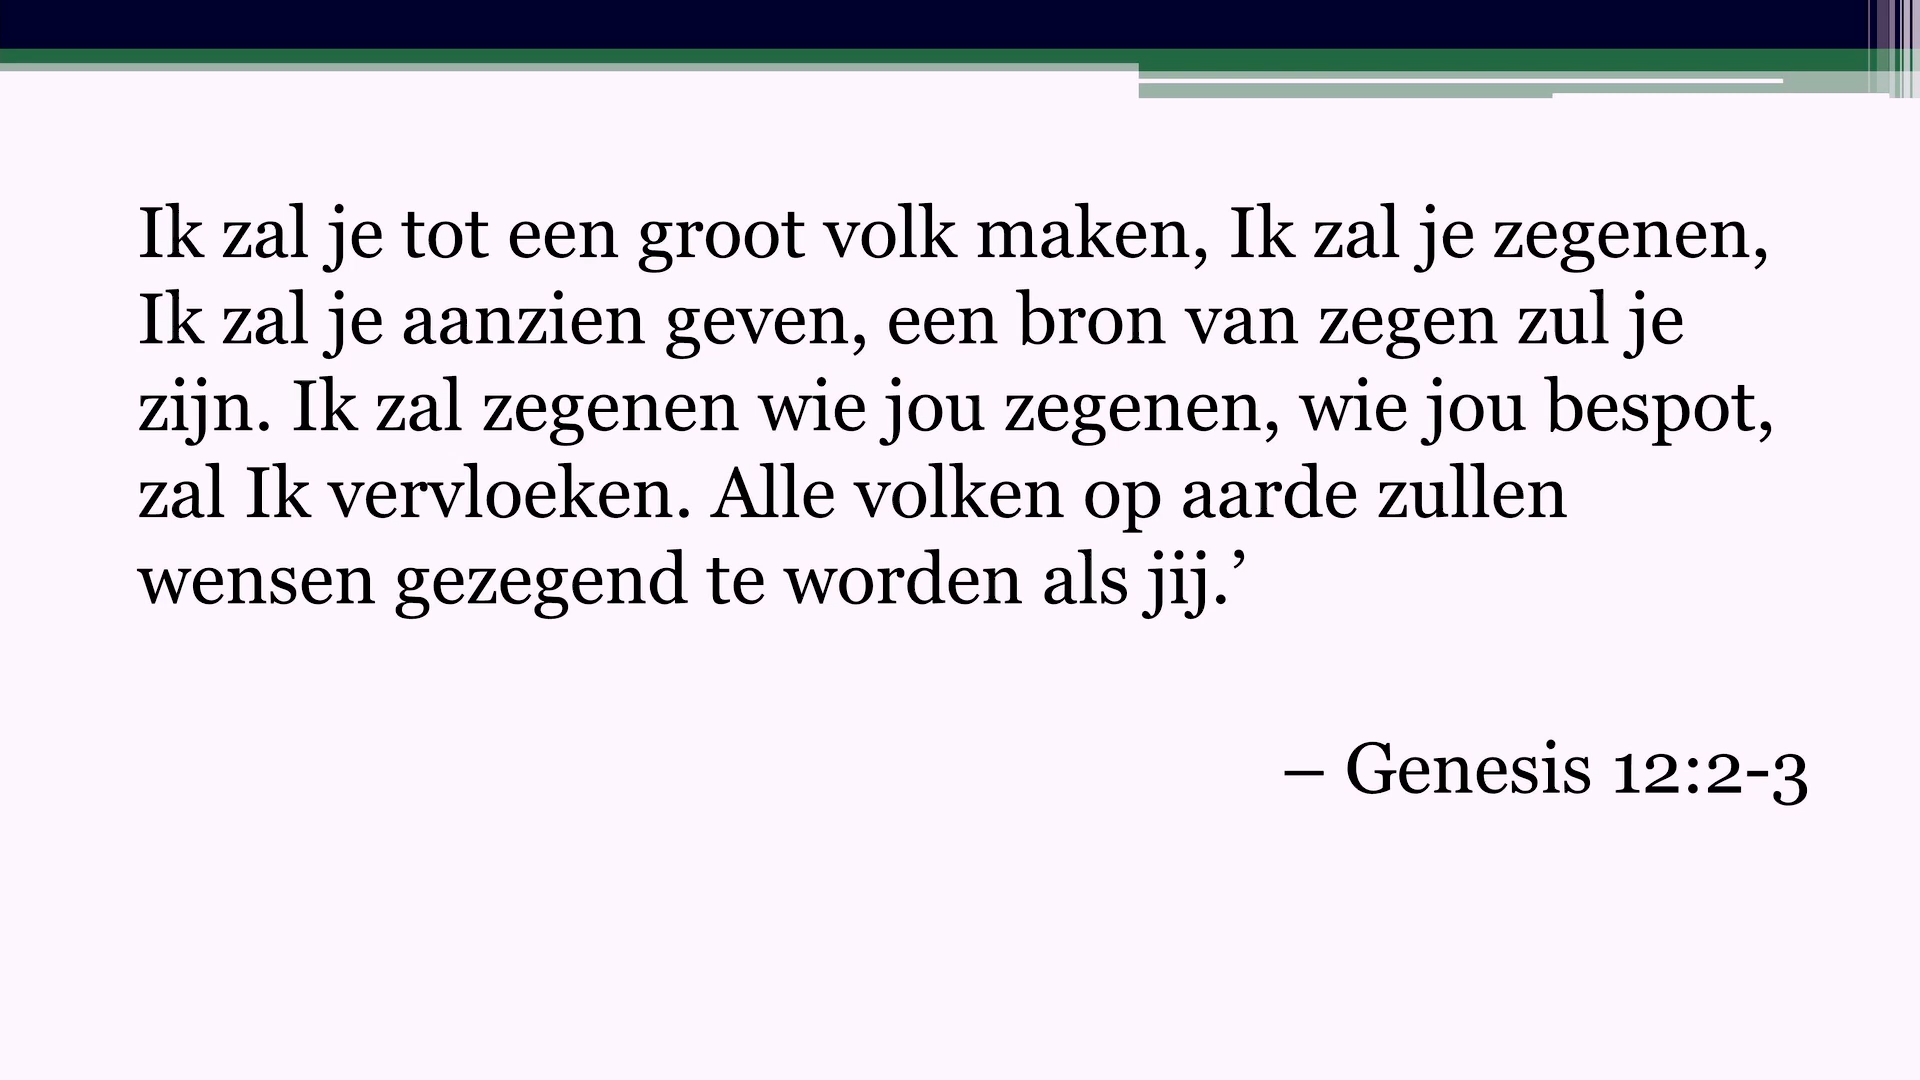 Ik zal je tot een groot volk maken, Ik zal je zegenen,
Ik zal je aanzien geven, een bron van zegen zul je
zijn. Ik zal zegenen wie jou zegenen, wie jou bespot,
zal Ik vervloeken. Alle volken op aarde zullen
wensen gezegend te worden als jij.’
– Genesis 12:2-3